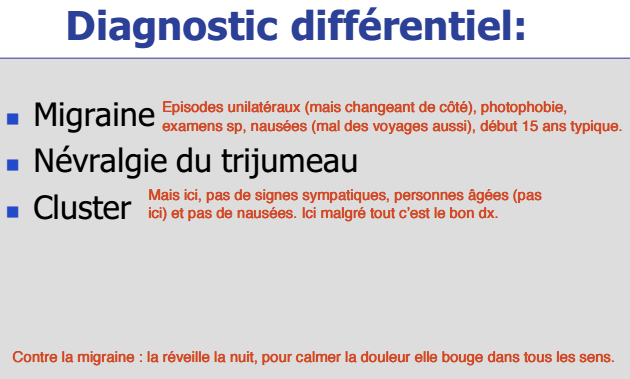 Diagnostic différentiel:
Migraine Episodes unilatéraux (mais changeant de côté), photophobie,
examens sp, nausées (mal des voyages aussi), début 15 ans typique.
Névralgie du trijumeau
Cluster Mais ici, pas de signes sympatiques, personnes âgées (pas
ici) et pas de nausées. Ici malgré tout c’est le bon dx.
Contre la migraine : la réveille la nuit, pour calmer la douleur elle bouge dans tous les sens.